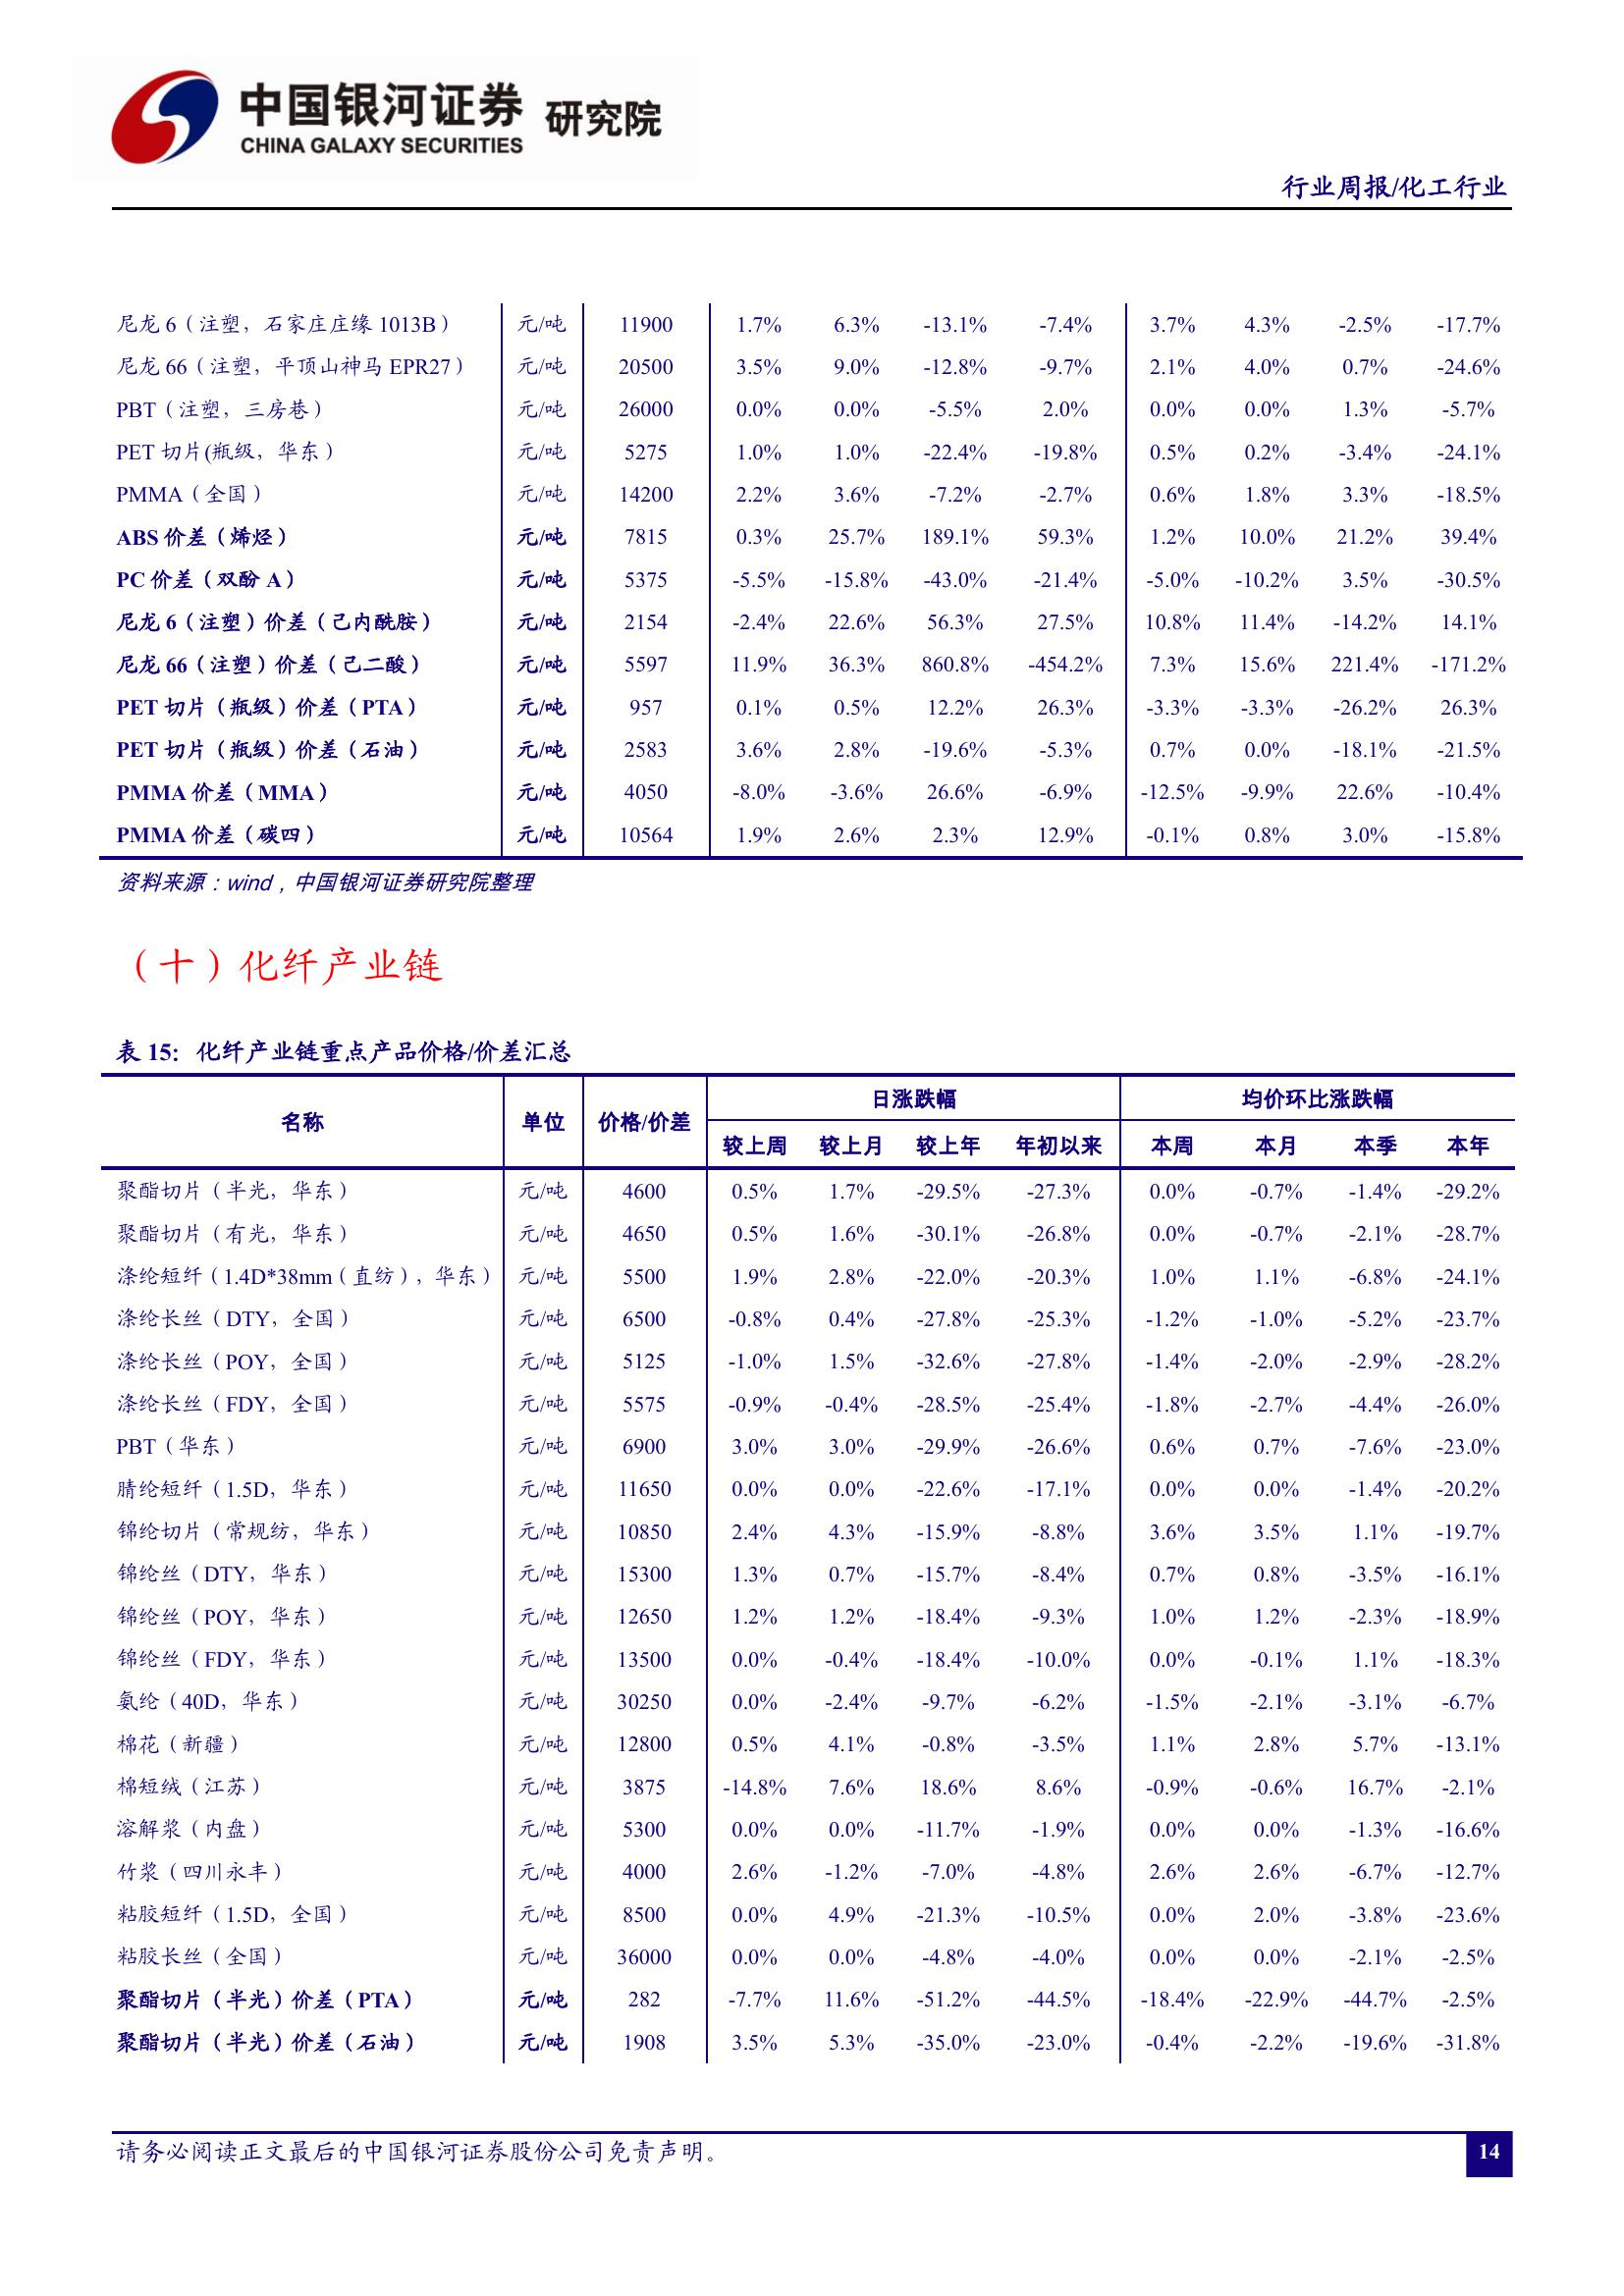 中国银河证券 研究院
CHINA GALAXY SECURITIES
行业周报/化工行业
尼龙 6（注塑，石家庄庄缘 1013B） 元/吨 11900 1.7% 6.3% -13.1% -7.4% 3.7% 4.3% -2.5% -17.7%
尼龙 66（注塑，平顶山神马 EPR27） 元/吨 20500 3.5% 9.0% -12.8% -9.7% 2.1% 4.0% 0.7% -24.6%
PBT（注塑，三房巷） 元/吨 26000 0.0% 0.0% -5.5% 2.0% 0.0% 0.0% 1.3% -5.7%
PET 切片(瓶级，华东） 元/吨 5275 1.0% 1.0% -22.4% -19.8% 0.5% 0.2% -3.4% -24.1%
PMMA（全国） 元/吨 14200 2.2% 3.6% -7.2% -2.7% 0.6% 1.8% 3.3% -18.5%
ABS 价差（烯烃） 元/吨 7815 0.3% 25.7% 189.1% 59.3% 1.2% 10.0% 21.2% 39.4%
PC 价差（双酚 A） 元/吨 5375 -5.5% -15.8% -43.0% -21.4% -5.0% -10.2% 3.5% -30.5%
尼龙 6（注塑）价差（己内酰胺） 元/吨 2154 -2.4% 22.6% 56.3% 27.5% 10.8% 11.4% -14.2% 14.1%
尼龙 66（注塑）价差（己二酸） 元/吨 5597 11.9% 36.3% 860.8% -454.2% 7.3% 15.6% 221.4% -171.2%
PET 切片（瓶级）价差（PTA） 元/吨 957 0.1% 0.5% 12.2% 26.3% -3.3% -3.3% -26.2% 26.3%
PET 切片（瓶级）价差（石油） 元/吨 2583 3.6% 2.8% -19.6% -5.3% 0.7% 0.0% -18.1% -21.5%
PMMA 价差（MMA） 元/吨 4050 -8.0% -3.6% 26.6% -6.9% -12.5% -9.9% 22.6% -10.4%
PMMA 价差（碳四） 元/吨 10564 1.9% 2.6% 2.3% 12.9% -0.1% 0.8% 3.0% -15.8%
资料来源：wind，中国银河证券研究院整理
（十）化纤产业链
表 15：化纤产业链重点产品价格/价差汇总
名称 单位 价格/价差 日涨跌幅 均价环比涨跌幅
较上周 较上月 较上年 年初以来 本周 本月 本季 本年
聚酯切片（半光，华东） 元/吨 4600 0.5% 1.7% -29.5% -27.3% 0.0% -0.7% -1.4% -29.2%
聚酯切片（有光，华东） 元/吨 4650 0.5% 1.6% -30.1% -26.8% 0.0% -0.7% -2.1% -28.7%
涤纶短纤（1.4D*38mm（直纺），华东） 元/吨 5500 1.9% 2.8% -22.0% -20.3% 1.0% 1.1% -6.8% -24.1%
涤纶长丝（DTY，全国） 元/吨 6500 -0.8% 0.4% -27.8% -25.3% -1.2% -1.0% -5.2% -23.7%
涤纶长丝（POY，全国） 元/吨 5125 -1.0% 1.5% -32.6% -27.8% -1.4% -2.0% -2.9% -28.2%
涤纶长丝（FDY，全国） 元/吨 5575 -0.9% -0.4% -28.5% -25.4% -1.8% -2.7% -4.4% -26.0%
PBT（华东） 元/吨 6900 3.0% 3.0% -29.9% -26.6% 0.6% 0.7% -7.6% -23.0%
腈纶短纤（1.5D，华东） 元/吨 11650 0.0% 0.0% -22.6% -17.1% 0.0% 0.0% -1.4% -20.2%
锦纶切片（常规纺，华东） 元/吨 10850 2.4% 4.3% -15.9% -8.8% 3.6% 3.5% 1.1% -19.7%
锦纶丝（DTY，华东） 元/吨 15300 1.3% 0.7% -15.7% -8.4% 0.7% 0.8% -3.5% -16.1%
锦纶丝（POY，华东） 元/吨 12650 1.2% 1.2% -18.4% -9.3% 1.0% 1.2% -2.3% -18.9%
锦纶丝（FDY，华东） 元/吨 13500 0.0% -0.4% -18.4% -10.0% 0.0% -0.1% 1.1% -18.3%
氨纶（40D，华东） 元/吨 30250 0.0% -2.4% -9.7% -6.2% -1.5% -2.1% -3.1% -6.7%
棉花（新疆） 元/吨 12800 0.5% 4.1% -0.8% -3.5% 1.1% 2.8% 5.7% -13.1%
棉短绒（江苏） 元/吨 3875 -14.8% 7.6% 18.6% 8.6% -0.9% -0.6% 16.7% -2.1%
溶解浆（内盘） 元/吨 5300 0.0% 0.0% -11.7% -1.9% 0.0% 0.0% -1.3% -16.6%
竹浆（四川永丰） 元/吨 4000 2.6% -1.2% -7.0% -4.8% 2.6% 2.6% -6.7% -12.7%
粘胶短纤（1.5D，全国） 元/吨 8500 0.0% 4.9% -21.3% -10.5% 0.0% 2.0% -3.8% -23.6%
粘胶长丝（全国） 元/吨 36000 0.0% 0.0% -4.8% -4.0% 0.0% 0.0% -2.1% -2.5%
聚酯切片（半光）价差（PTA） 元/吨 282 -7.7% 11.6% -51.2% -44.5% -18.4% -22.9% -44.7% -2.5%
聚酯切片（半光）价差（石油） 元/吨 1908 3.5% 5.3% -35.0% -23.0% -0.4% -2.2% -19.6% -31.8%
请务必阅读正文最后的中国银河证券股份公司免责声明。
14